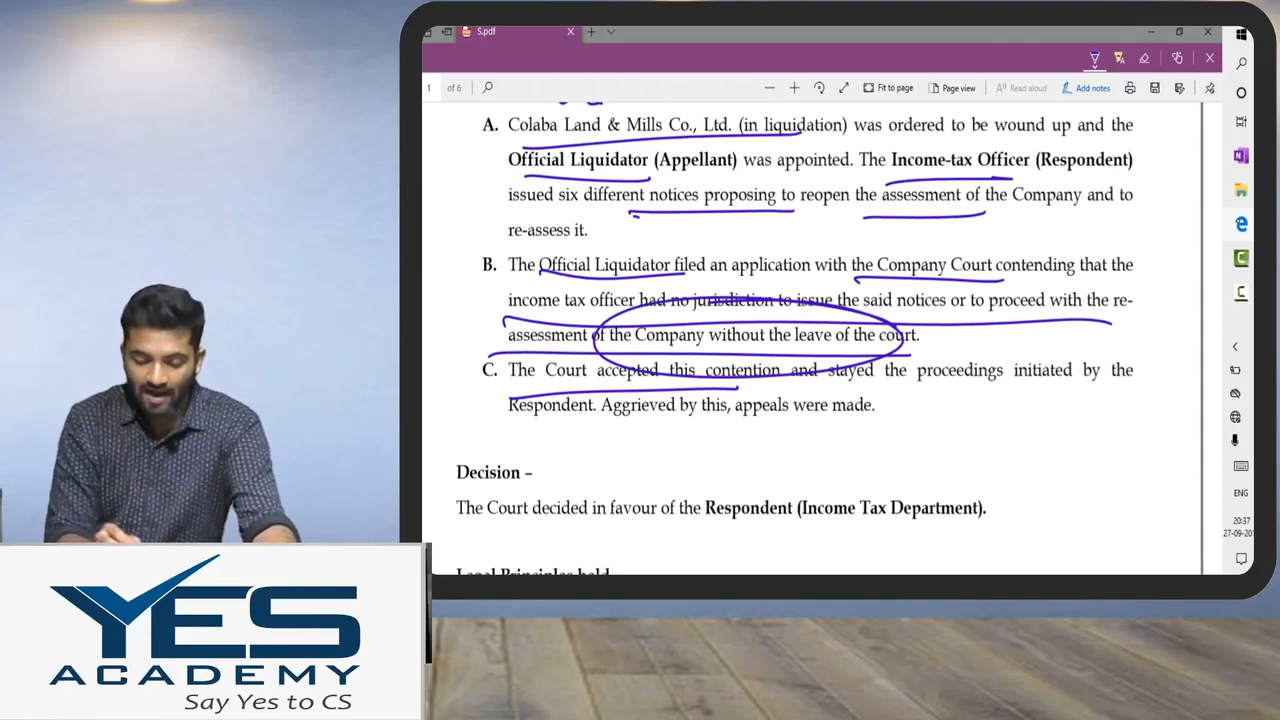 S.pdf
1 of 6
Fit to page
Page view
Read aloud
Add notes
A. Colaba Land & Mills Co., Ltd. (in liquidation) was ordered to be wound up and the
Official Liquidator (Appellant) was appointed. The Income-tax Officer (Respondent)
issued six different notices proposing to reopen the assessment of the Company and to
re-assess it.
B. The Official Liquidator filed an application with the Company Court contending that the
income tax officer had no jurisdiction to issue the said notices or to proceed with the re-
assessment of the Company without the leave of the court.
C. The Court accepted this contention and stayed the proceedings initiated by the
Respondent. Aggrieved by this, appeals were made.
Decision –
The Court decided in favour of the Respondent (Income Tax Department).
Legal Principles held
ENG
20:37
27-09-20
YES
ACADEMY
Say Yes to CS